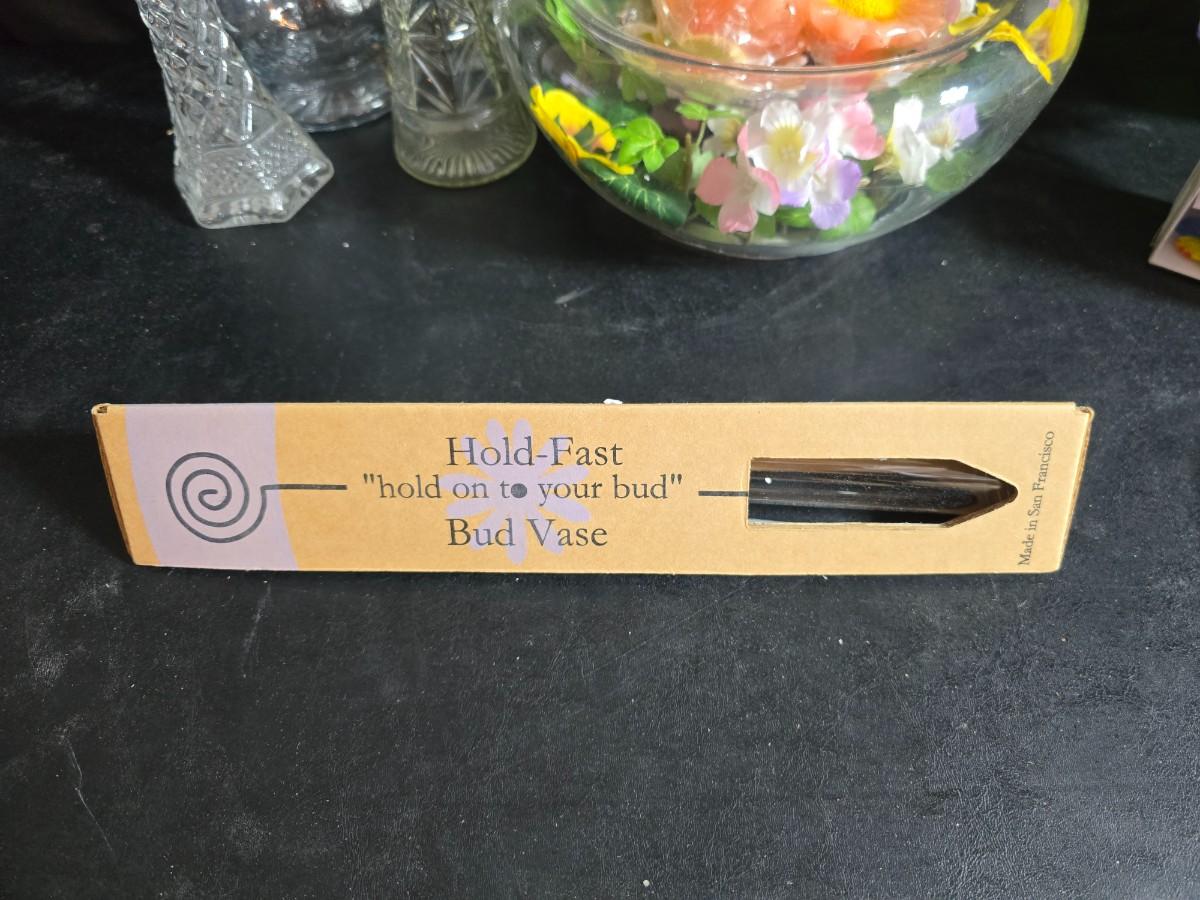 Hold-Fast
"hold on to your bud"
Bud Vase
Made in San Francisco